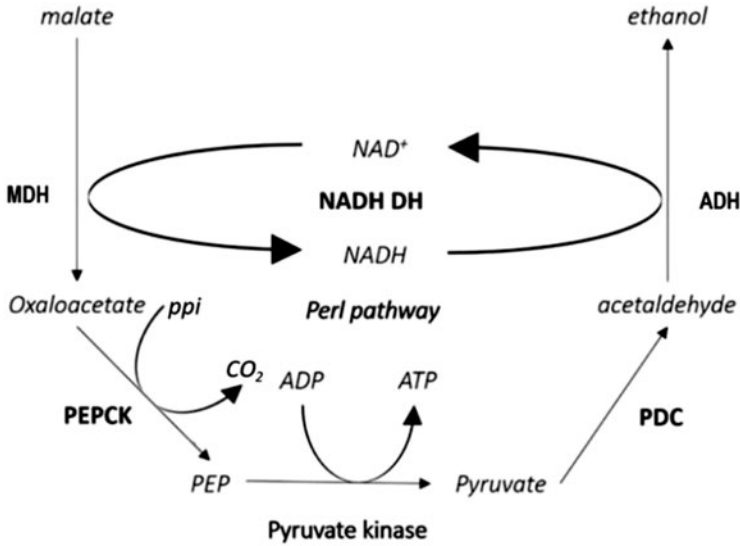 malate ethanol
NAD⁺
MDH NADH DH ADH
NADH
Oxaloacetate ppi Perl pathway acetaldehyde
CO₂ ADP ATP
PEPCK PDC
PEP Pyruvate
Pyruvate kinase